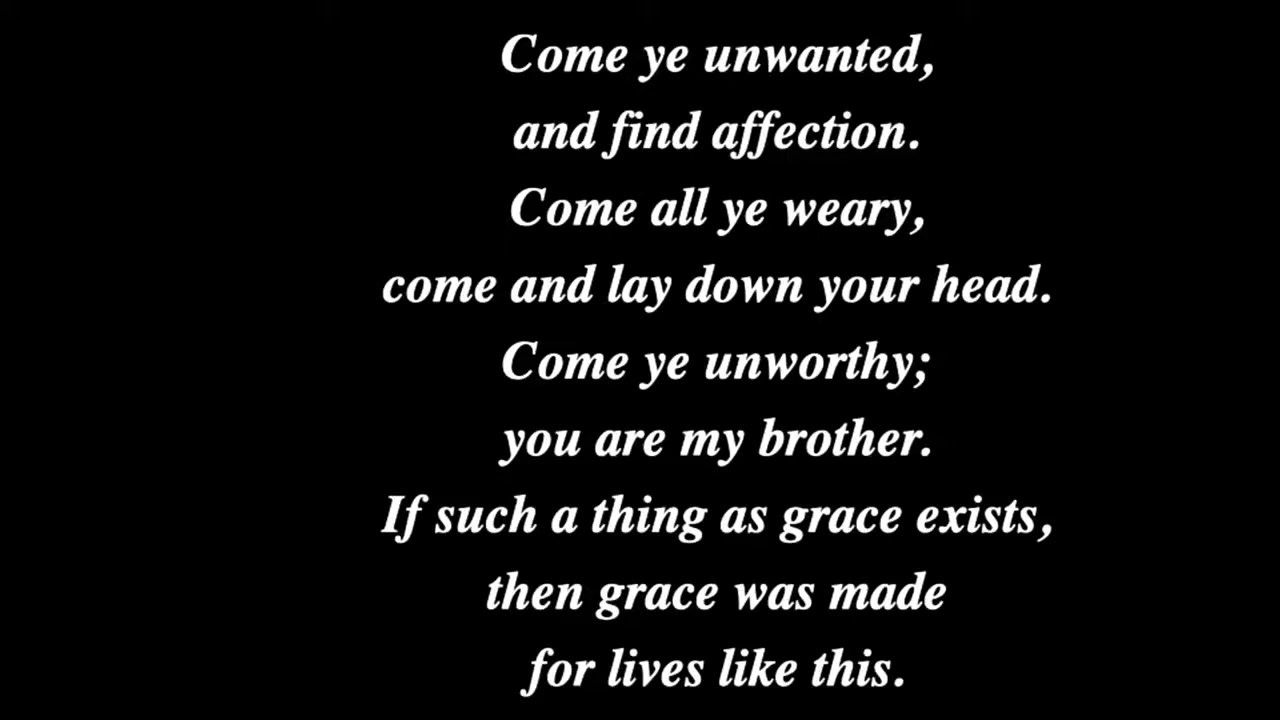 Come ye unwanted,
and find affection.
Come all ye weary,
come and lay down your head.
Come ye unworthy;
you are my brother.
If such a thing as grace exists,
then grace was made
for lives like this.